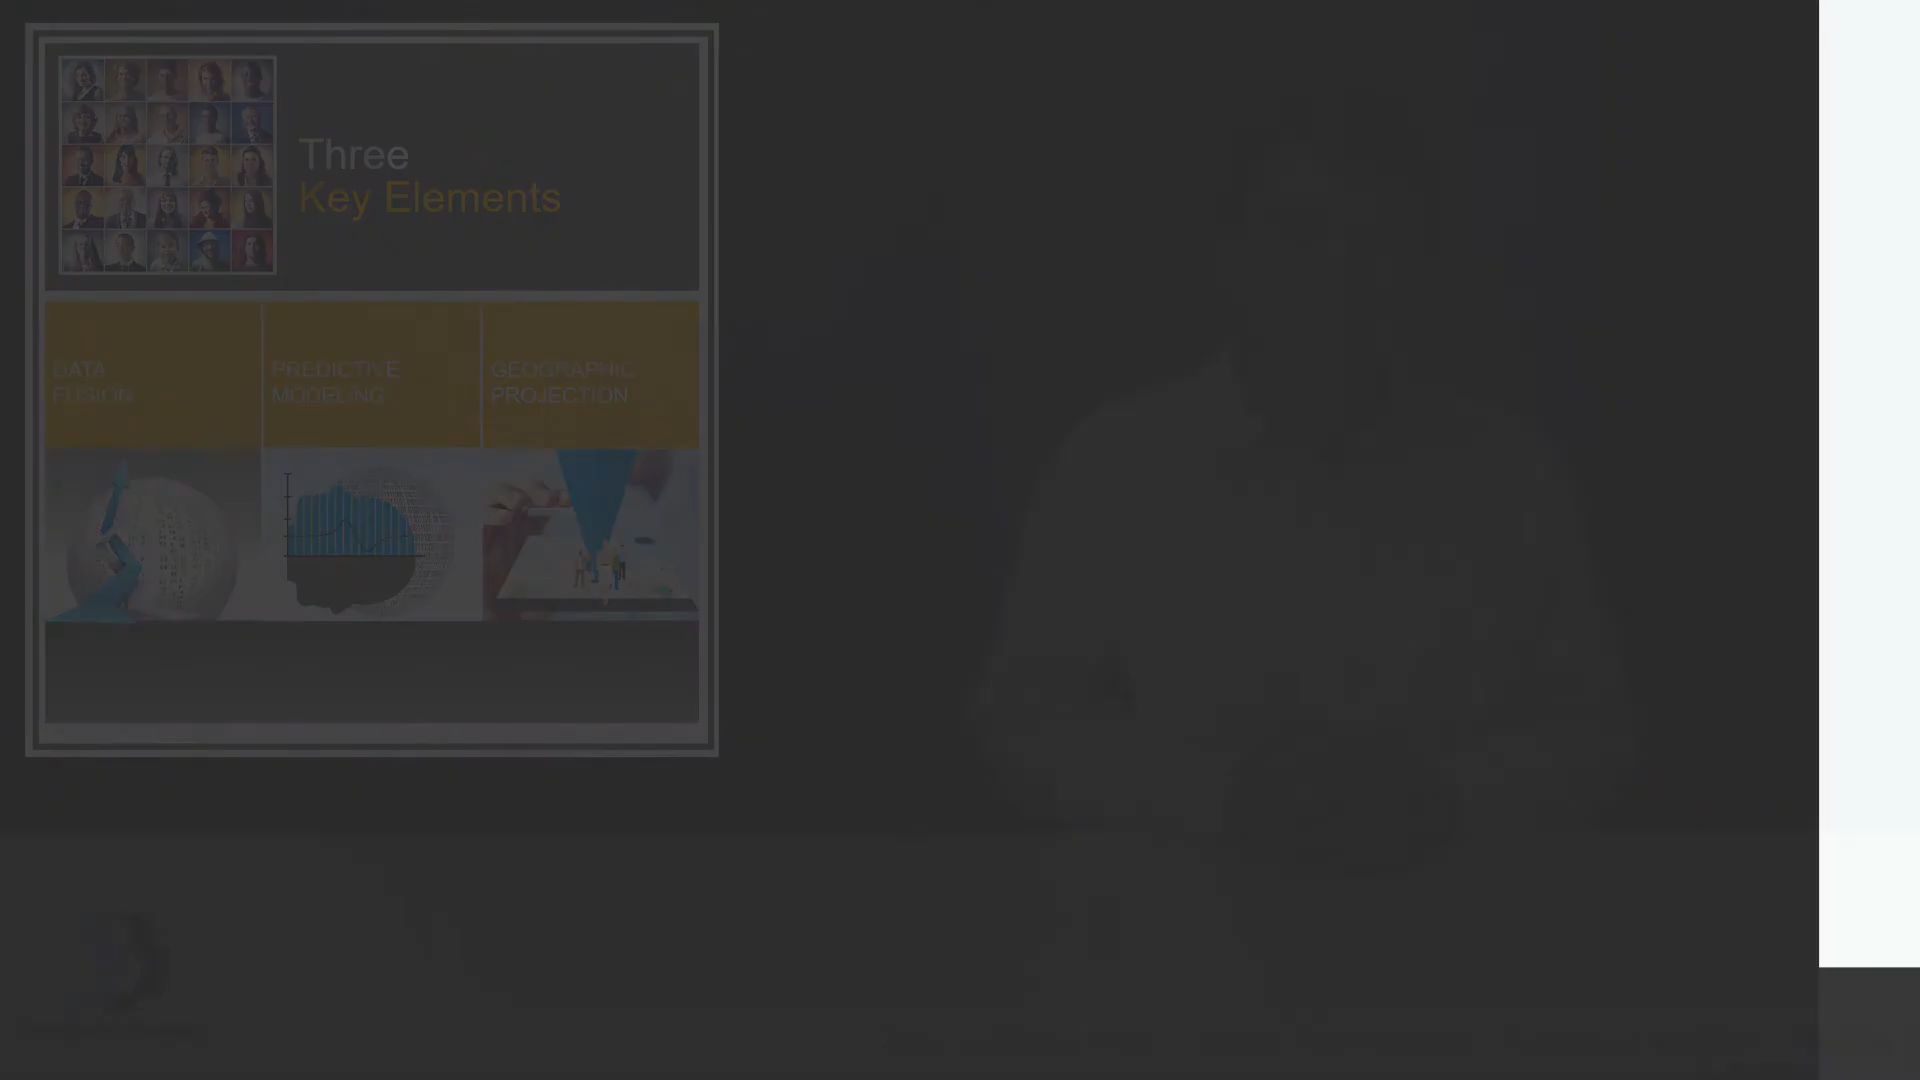 Three
Key Elements
DATA
FUSION
PREDICTIVE
MODELING
GEOGRAPHIC
PROJECTION